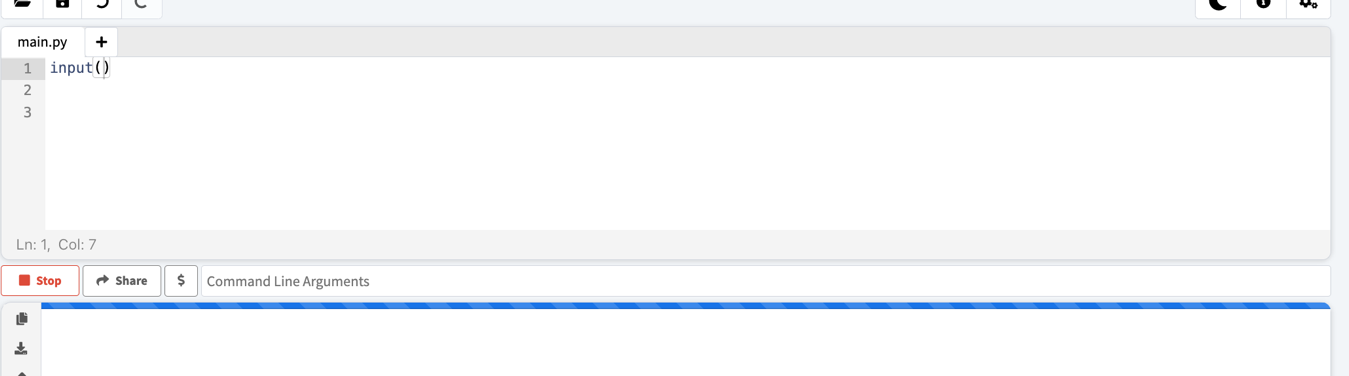 main.py +
1 input()
2
3
Ln: 1, Col: 7
Stop Share $ Command Line Arguments